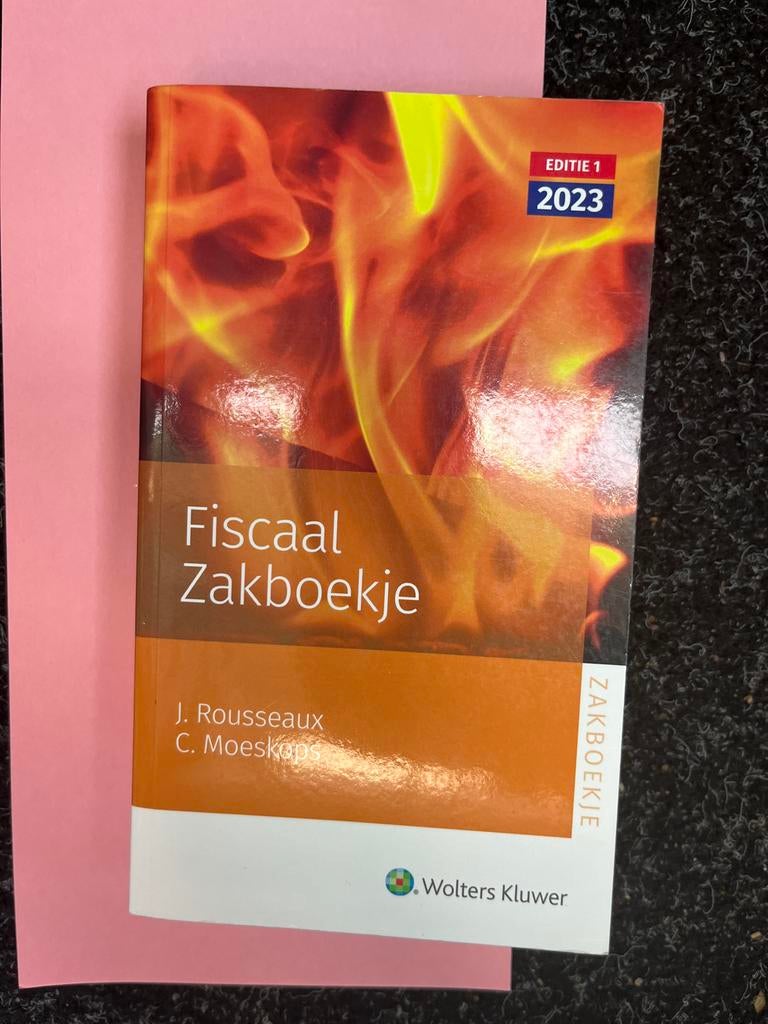 EDITIE 1
2023
Fiscaal
Zakboekje
J. Rousseaux
C. Moeskops
ZAKBOEKJE
Wolters Kluwer